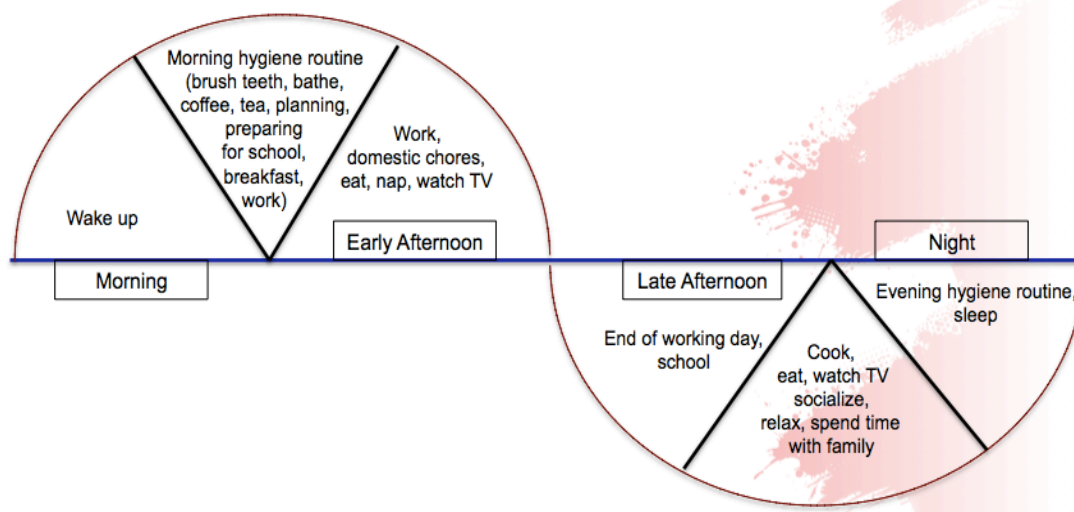 Wake up
Morning hygiene routine
(brush teeth, bathe,
coffee, tea, planning,
preparing
for school,
breakfast,
work)
Work,
domestic chores,
eat, nap, watch TV
Morning
Early Afternoon
Late Afternoon
Night
End of working day,
school
Cook,
eat, watch TV
socialize,
relax, spend time
with family
Evening hygiene routine,
sleep